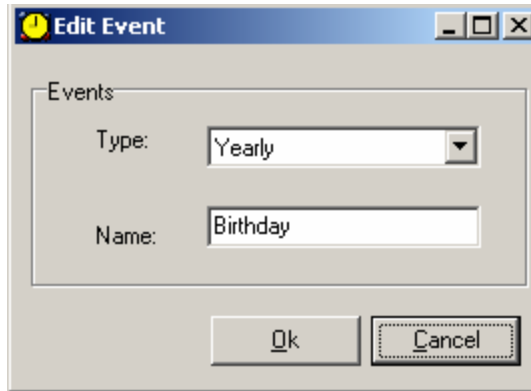 Edit Event
Events
Type: Yearly
Name: Birthday
Ok Cancel